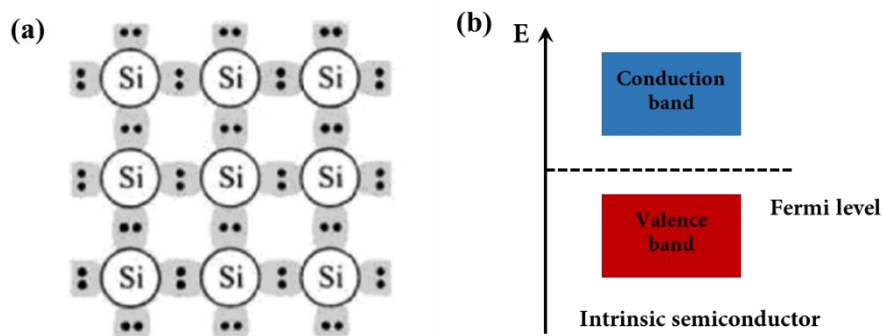 (a)
Si Si Si
Si Si Si
Si Si Si
(b)
E
Conduction
band
Valence
band
Fermi level
Intrinsic semiconductor